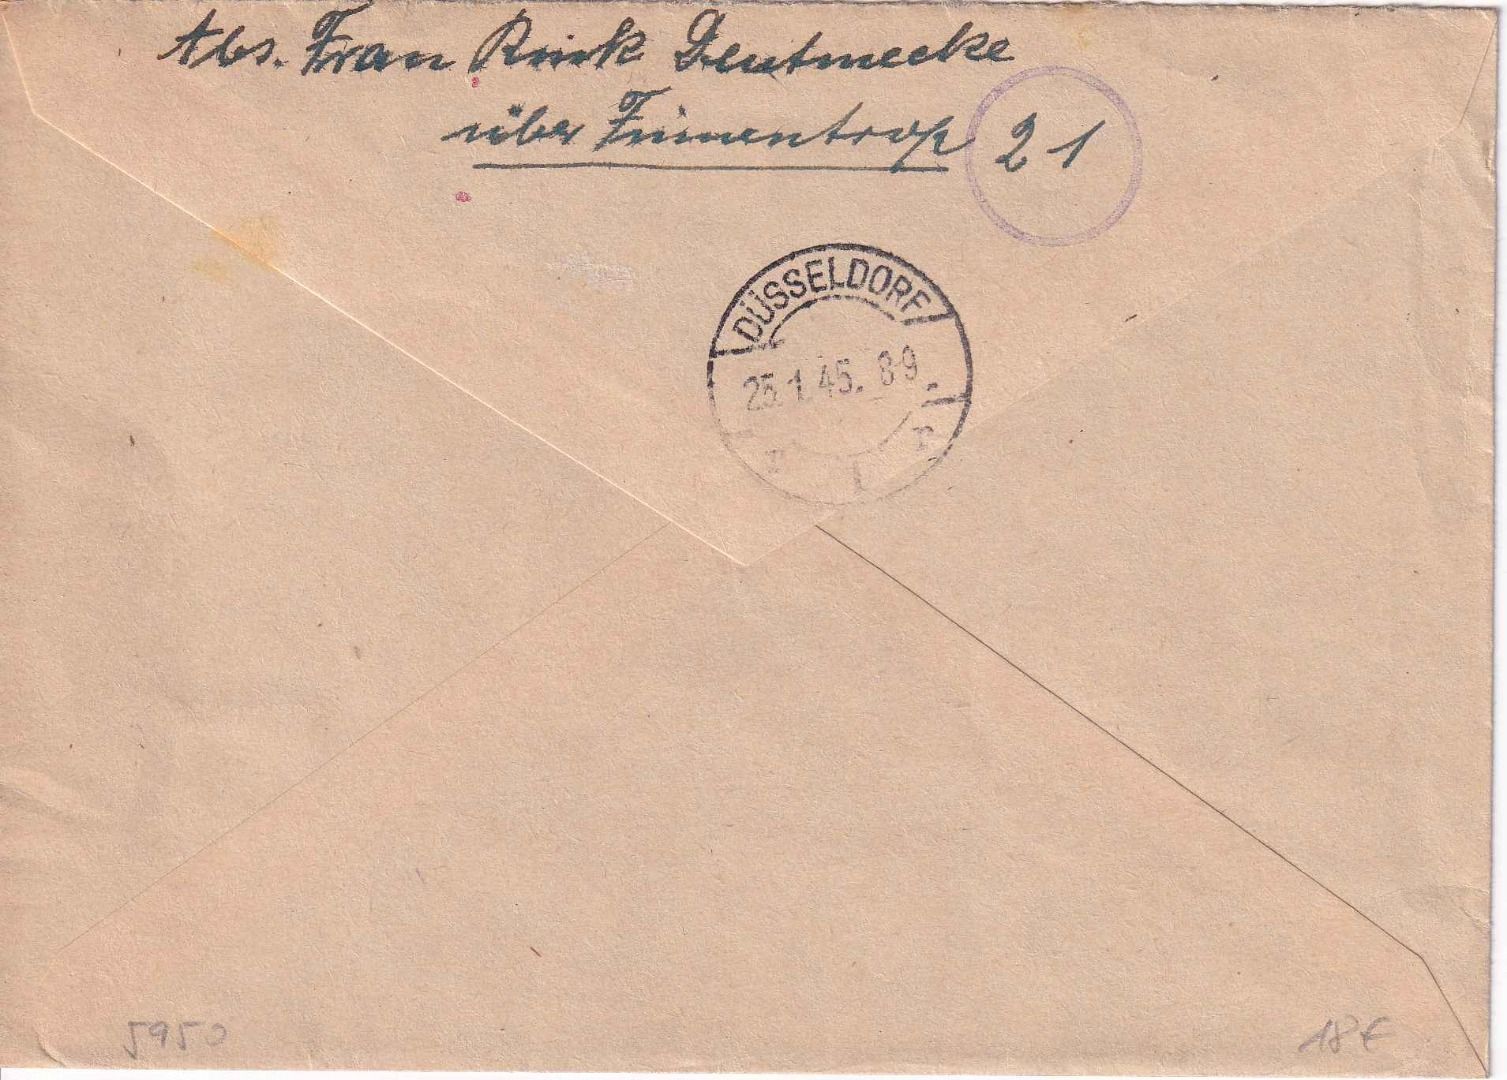 Abs. Frau Rink Deutmecke
über Finnentrop 21
DÜSSELDORF
25.1.45. 8-9
5950
18€